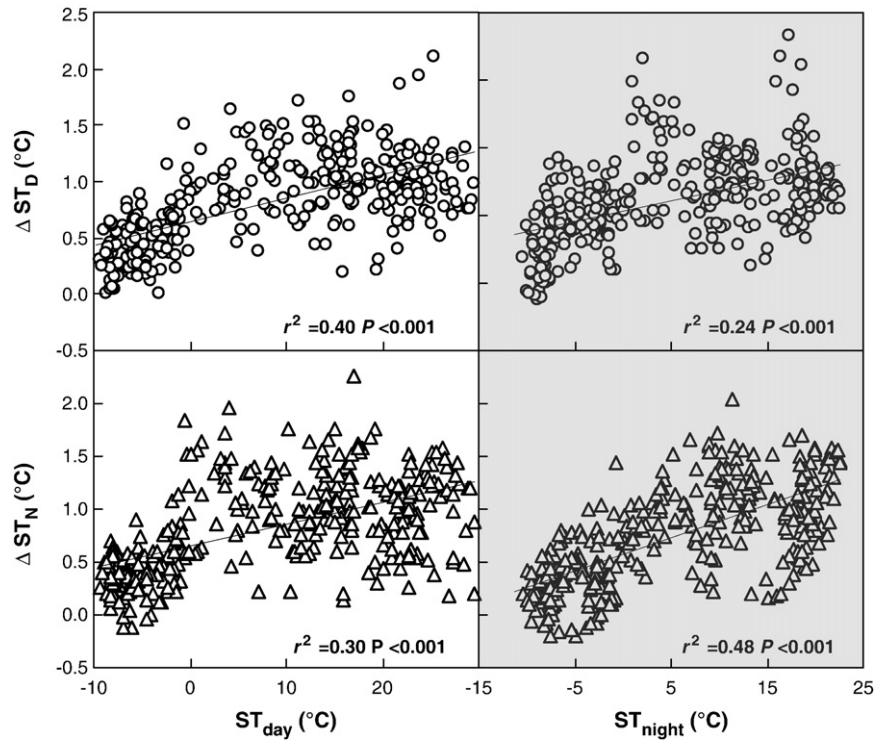 2.5
2.0
1.5
1.0
0.5
0.0
-0.5
Δ ST_D (°C)
r² =0.40 P <0.001
r² =0.24 P <0.001
2.0
1.5
1.0
0.5
0.0
-0.5
Δ ST_N (°C)
r² =0.30 P <0.001
r² =0.48 P <0.001
-10 0 10 20 -15 -5 5 15 25
ST_day (°C) ST_night (°C)